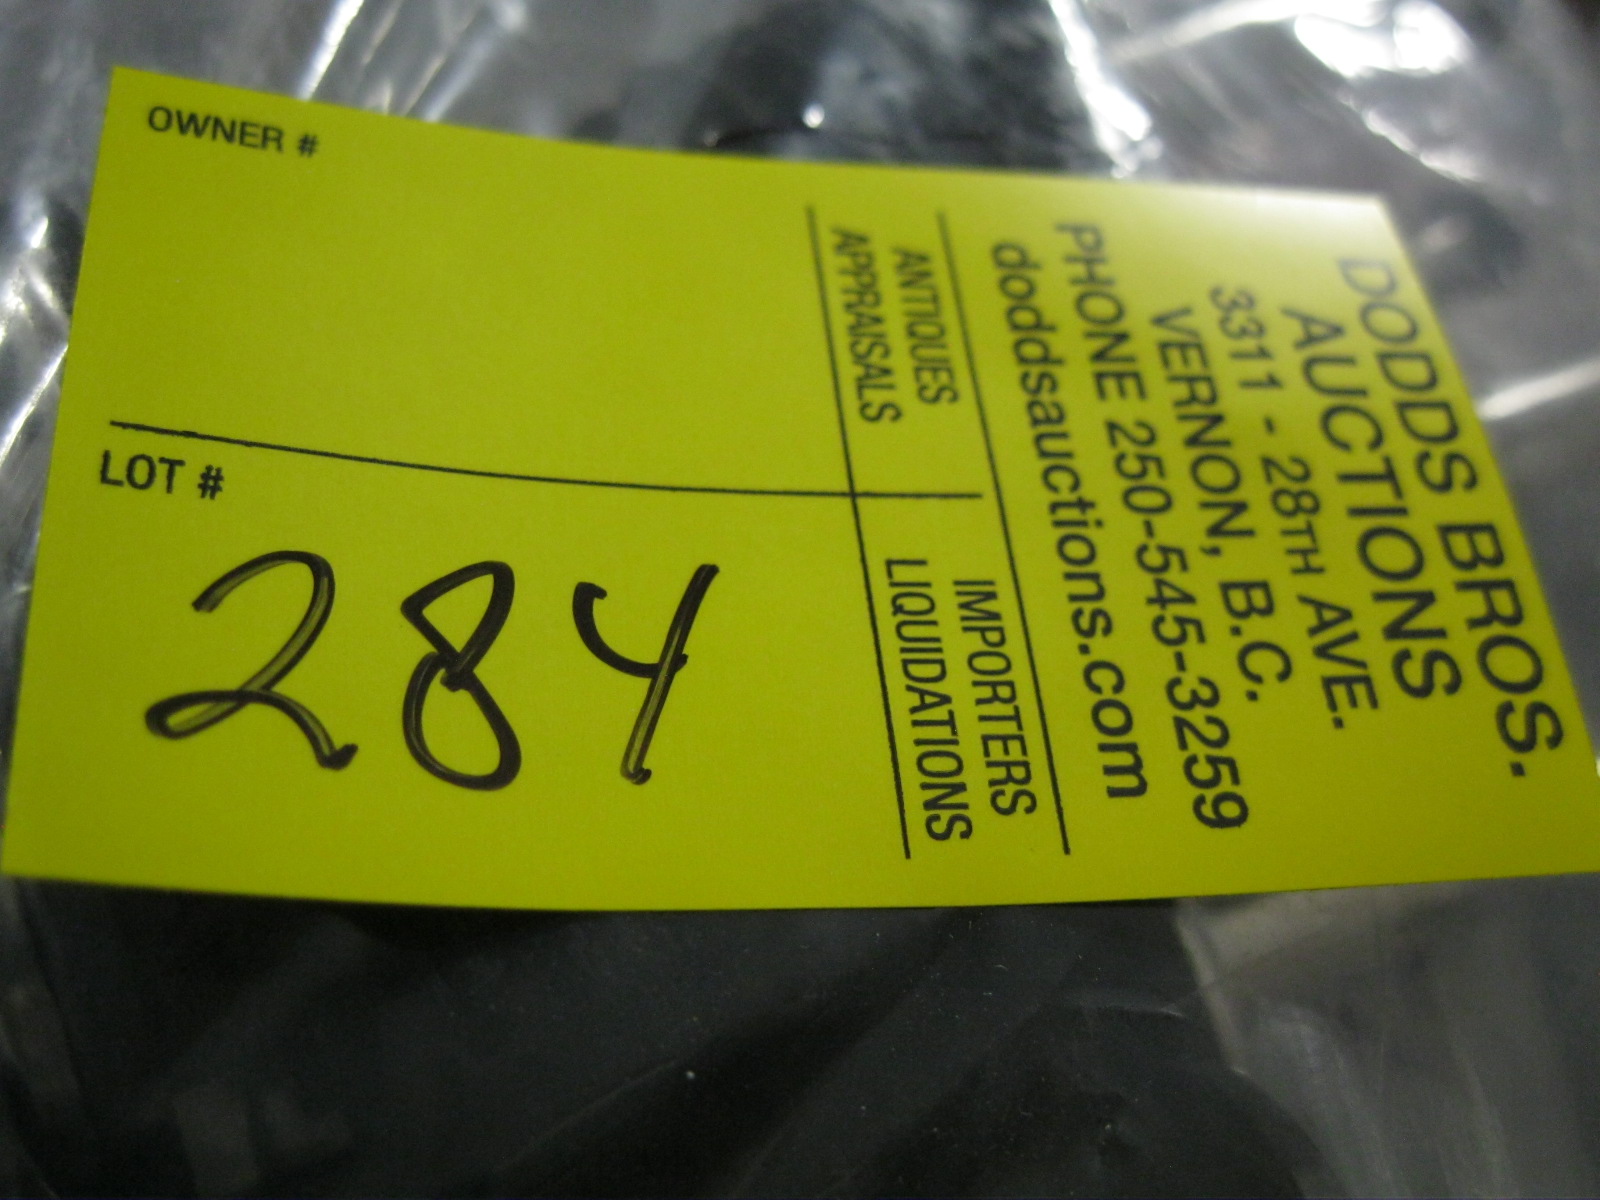 DODDS BROS.
AUCTIONS
3311 - 28TH AVE.
VERNON, B.C.
PHONE 250-545-3259
doddsauctions.com
ANTIQUES
APPRAISALS
IMPORTERS
LIQUIDATIONS
OWNER #
LOT #
284